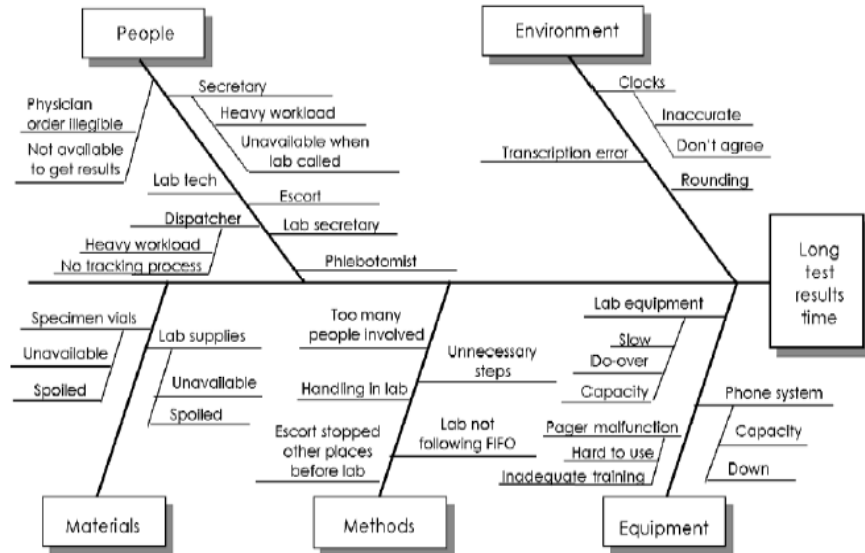 People
Environment
Secretary
Clocks
Physician
order illegible
Heavy workload
Inaccurate
Not available
to get results
Unavailable when
lab called
Don't agree
Transcription error
Lab tech
Rounding
Escort
Dispatcher
Lab secretary
Heavy workload
No tracking process
Phlebotomist
Long
test
results
time
Specimen vials
Lab supplies
Too many
people involved
Lab equipment
Unavailable
Slow
Unnecessary
steps
Do-over
Unavailable
Spoiled
Handling in lab
Capacity
Phone system
Spoiled
Escort stopped
other places
before lab
Lab not
following FIFO
Pager malfunction
Capacity
Hard to use
Inadequate training
Down
Materials
Methods
Equipment